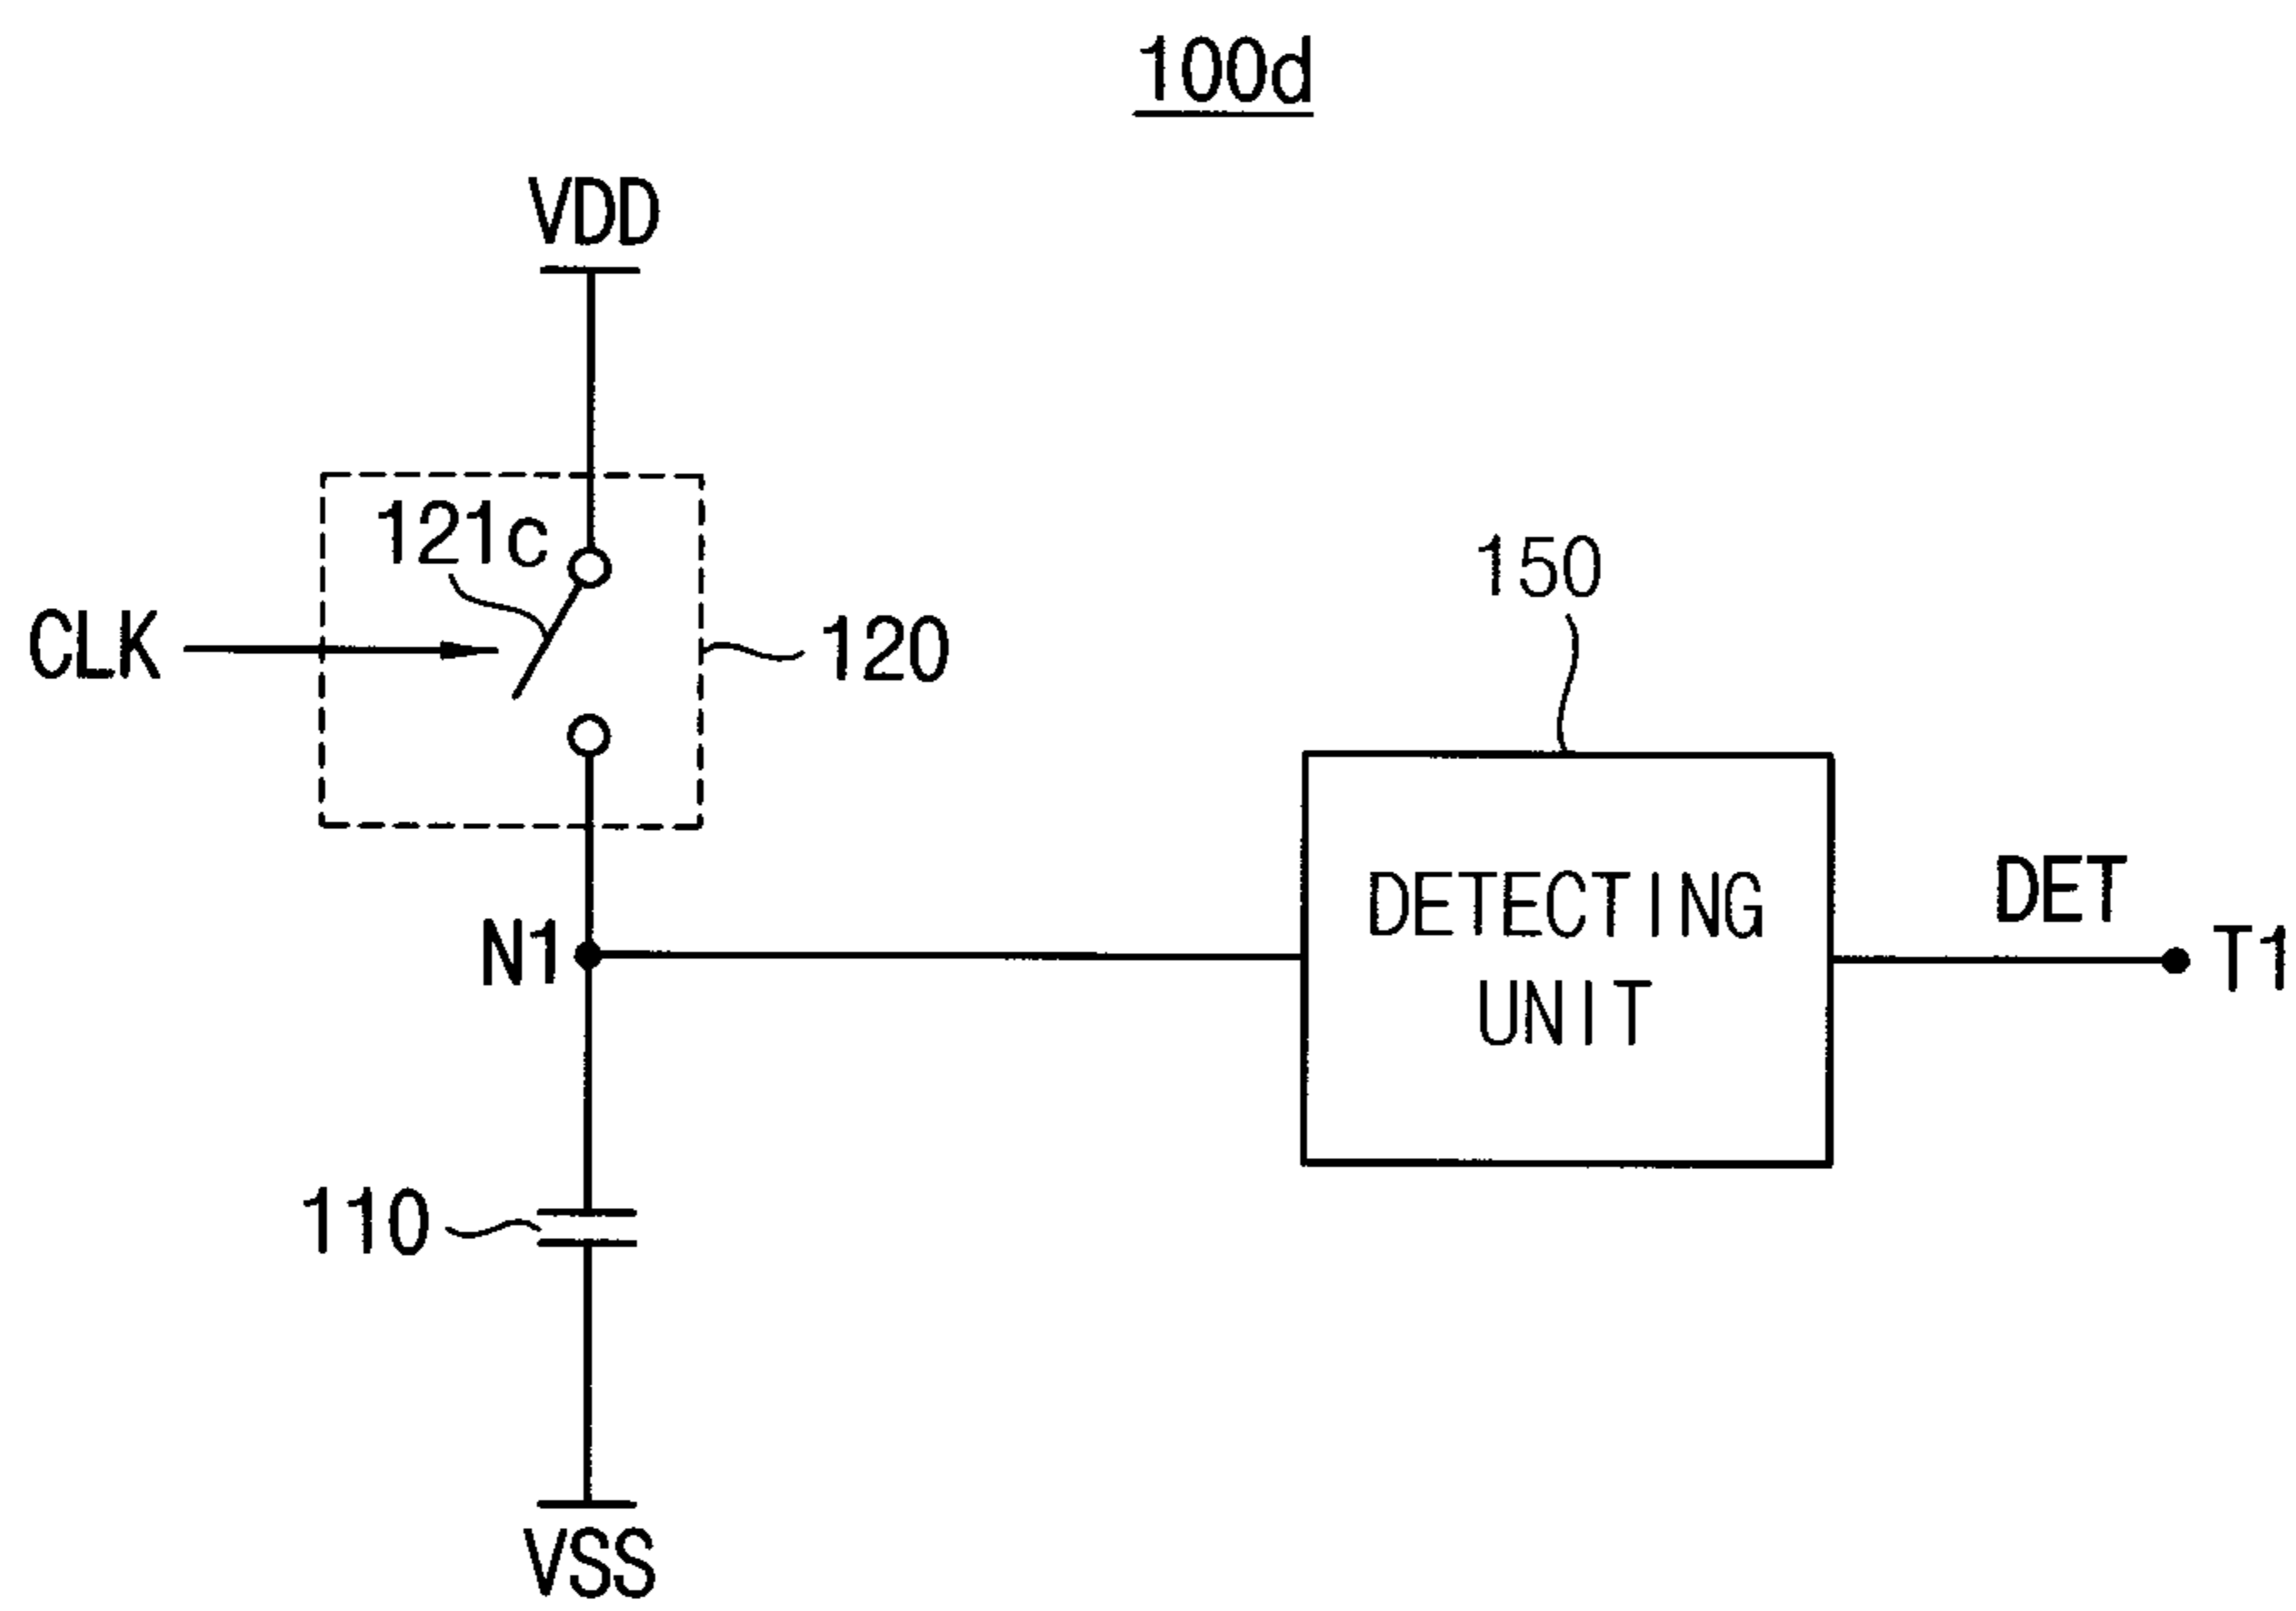 100d
VDD
121c
CLK
120
150
N1
DETECTING
UNIT
DET
T1
110
VSS